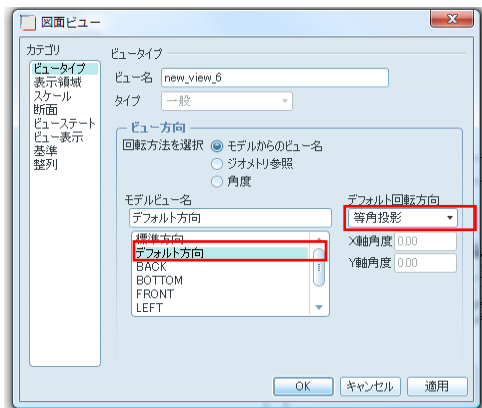 図面ビュー
カテゴリ
ビュータイプ
表示領域
スケール
断面
ビューステート
ビュー表示
基準
整列
ビュータイプ
ビュー名 new_view_6
タイプ 一般
ビュー方向
回転方法を選択 モデルからのビュー名
ジオメトリ参照
角度
モデルビュー名 デフォルト回転方向
デフォルト方向 等角投影
標準方向 X軸角度 0.00
デフォルト方向
BACK Y軸角度 0.00
BOTTOM
FRONT
LEFT
OK キャンセル 適用